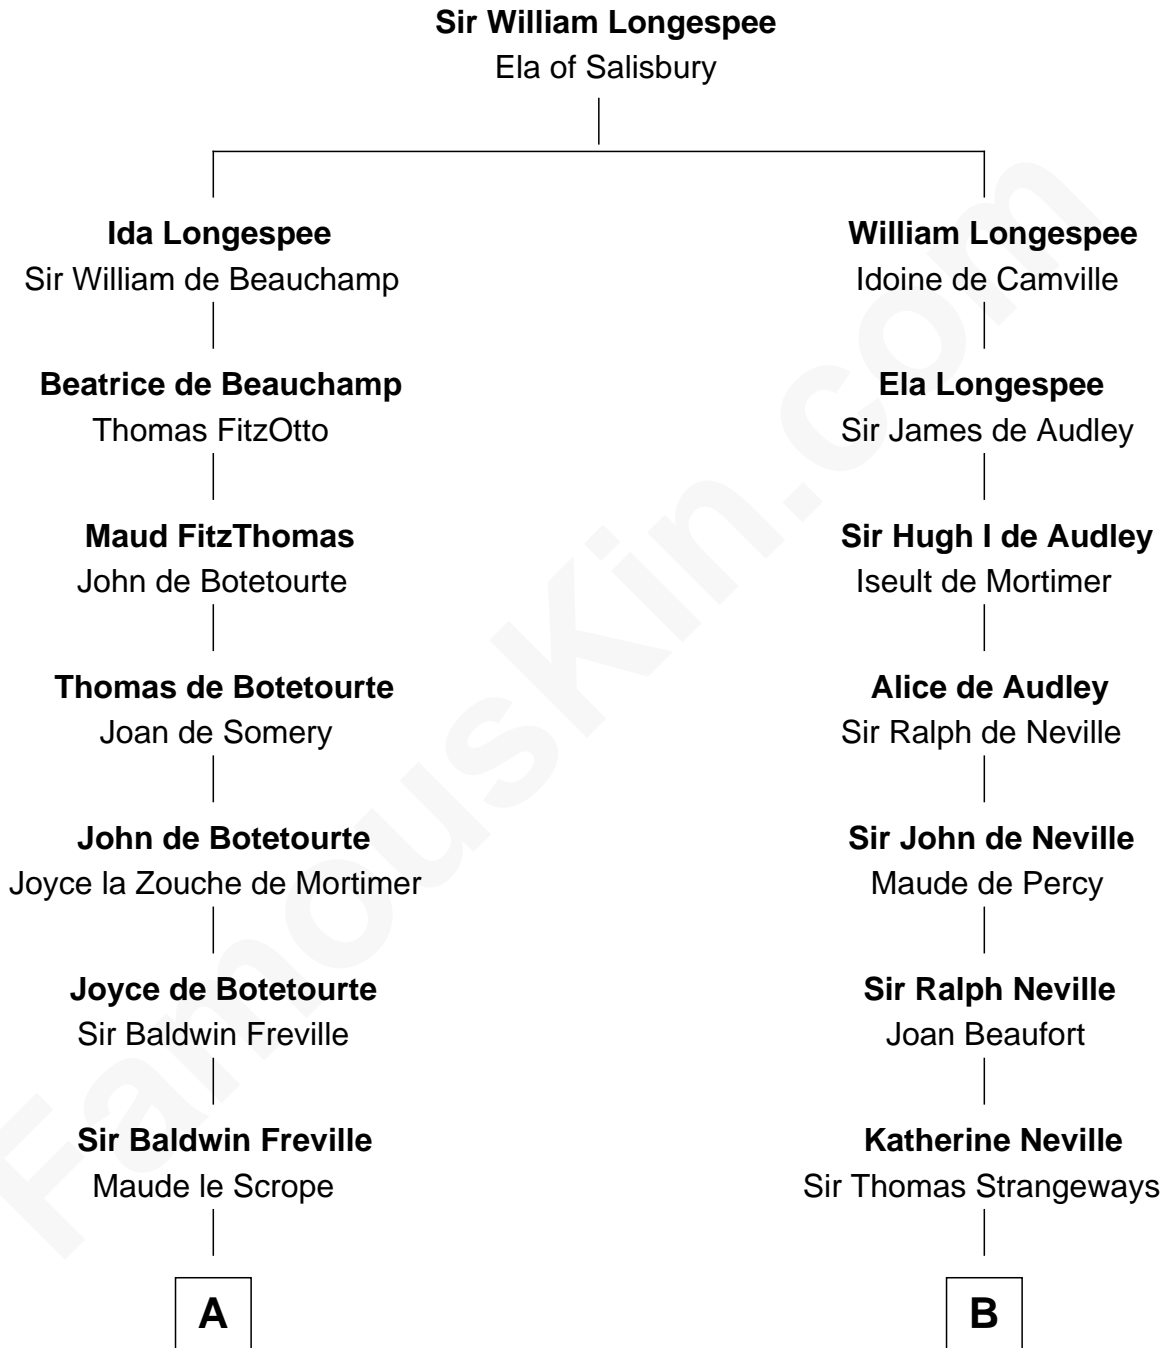 Sir William Longespee
Ela of Salisbury
Ida Longespee
Sir William de Beauchamp
William Longespee
Idoine de Camville
Beatrice de Beauchamp
Thomas FitzOtto
Ela Longespee
Sir James de Audley
Maud FitzThomas
John de Botetourte
Sir Hugh I de Audley
Iseult de Mortimer
Thomas de Botetourte
Joan de Somery
Alice de Audley
Sir Ralph de Neville
John de Botetourte
Joyce la Zouche de Mortimer
Sir John de Neville
Maude de Percy
Joyce de Botetourte
Sir Baldwin Freville
Sir Ralph Neville
Joan Beaufort
Sir Baldwin Freville
Maude le Scrope
Katherine Neville
Sir Thomas Strangeways
A
B
FamousKin.com